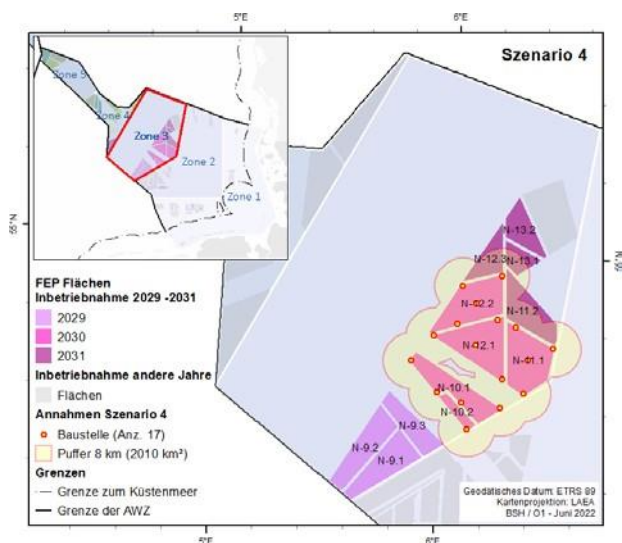 5°E
6°E
Szenario 4
Zone 5
Zone 4
Zone 3
Zone 2
Zone 1
55°N
55°N
N-13.2
N-12.3
N-13.1
N-12.2
N-11.2
N-12.1
N-11.1
N-10.1
N-10.2
N-9.3
N-9.2
N-9.1
FEP Flächen
Inbetriebnahme 2029 -2031
2029
2030
2031
Inbetriebnahme andere Jahre
Flächen
Annahmen Szenario 4
Baustelle (Anz. 17)
Puffer 8 km (2010 km²)
Grenzen
Grenze zum Küstenmeer
Grenze der AWZ
Geodätisches Datum: ETRS 89
Kartenprojektion: LAEA
BSH / O1 - Juni 2022
5°E
6°E